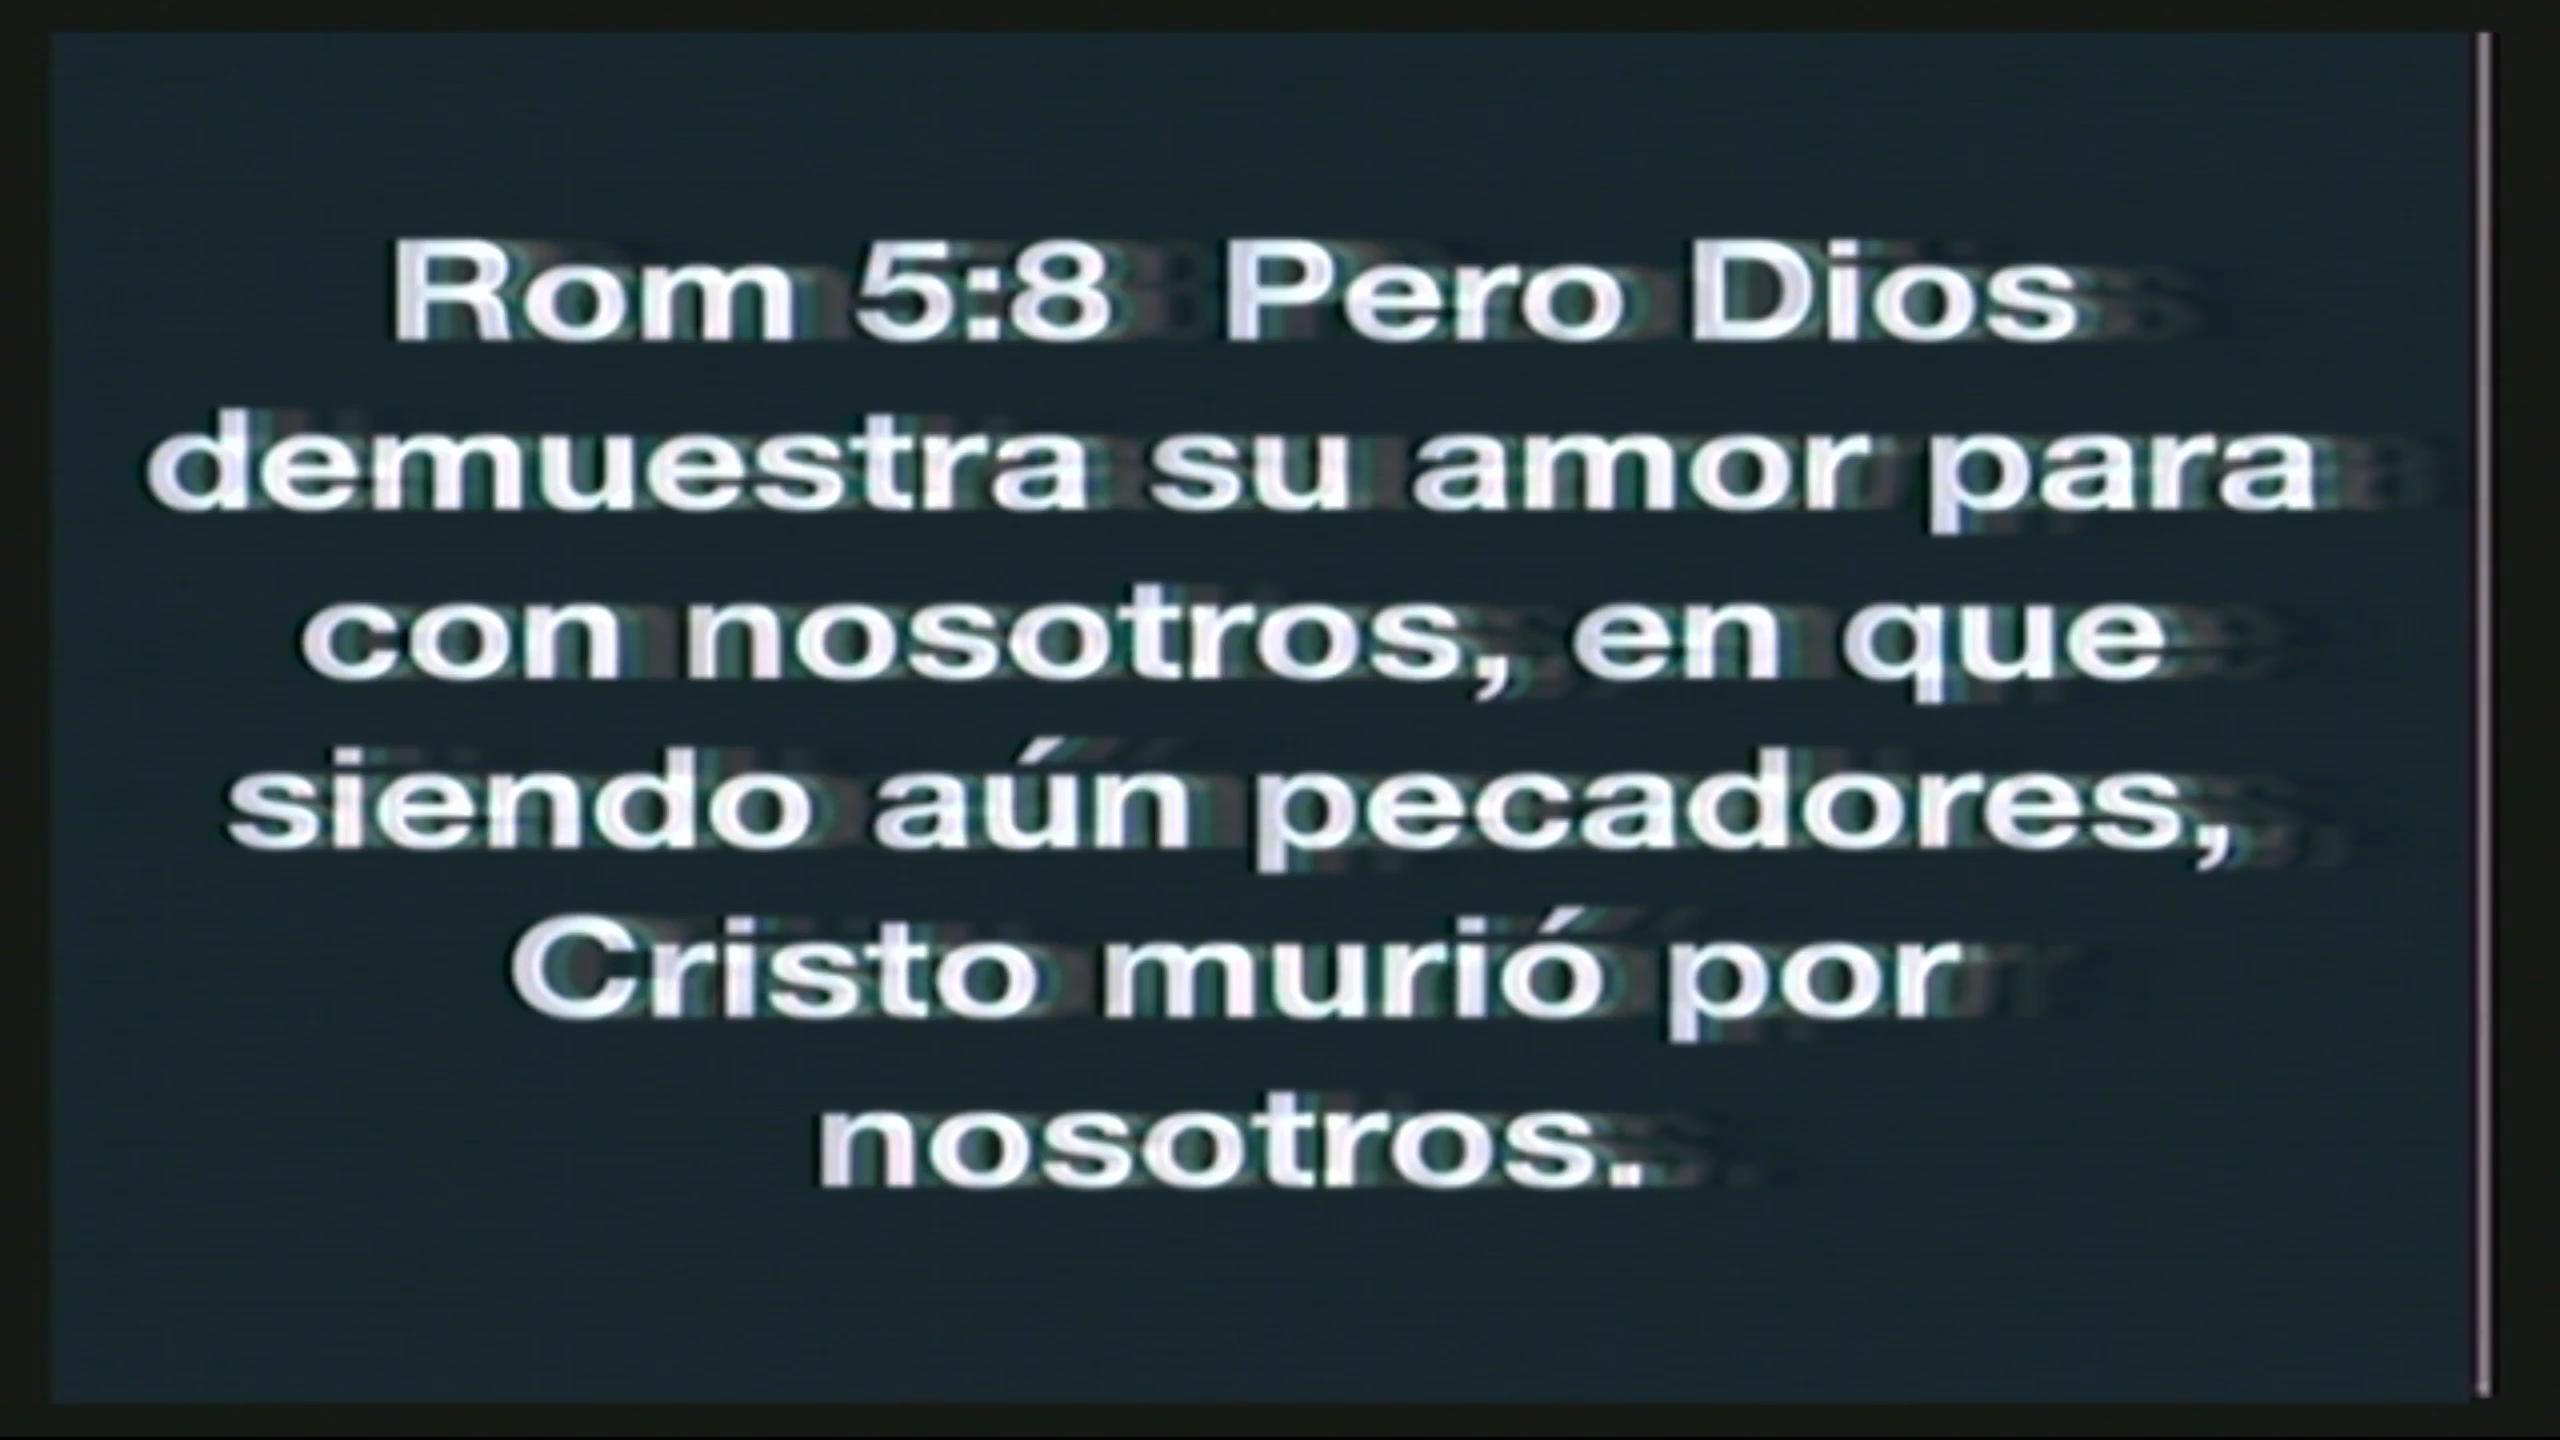 Rom 5:8  Pero Dios
demuestra su amor para
con nosotros, en que
siendo aún pecadores,
Cristo murió por
nosotros.